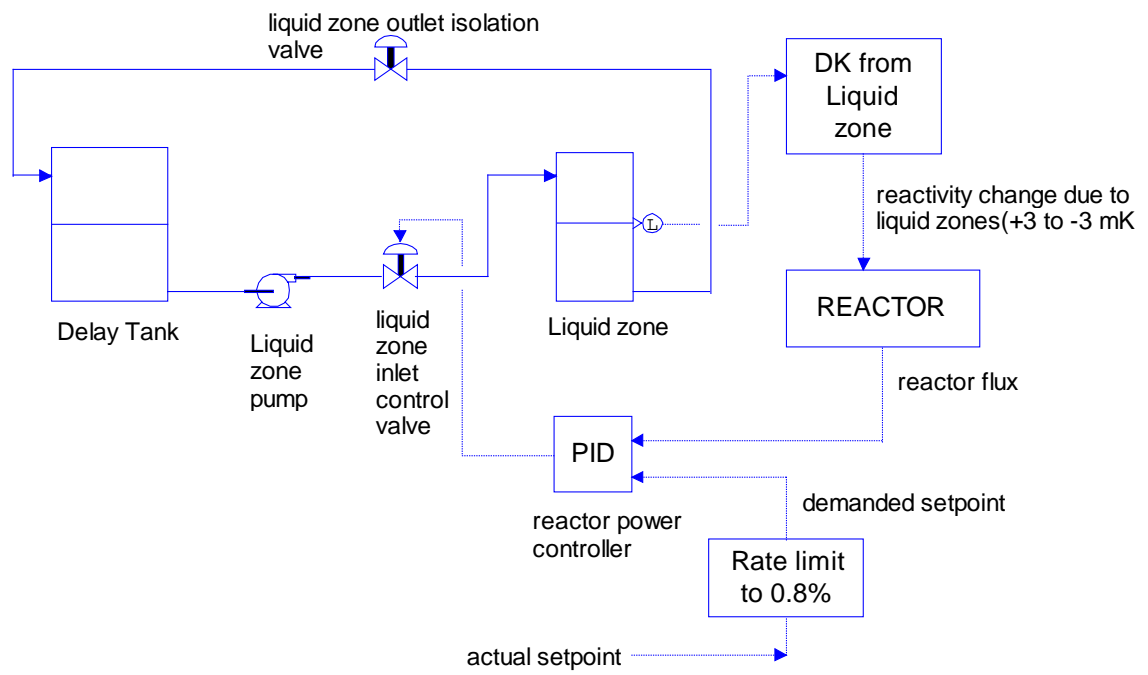 liquid zone outlet isolation
valve
DK from
Liquid
zone
L
reactivity change due to
liquid zones(+3 to -3 mK
REACTOR
Delay Tank
Liquid
zone
pump
liquid
zone
inlet
control
valve
Liquid zone
reactor flux
PID
demanded setpoint
reactor power
controller
Rate limit
to 0.8%
actual setpoint